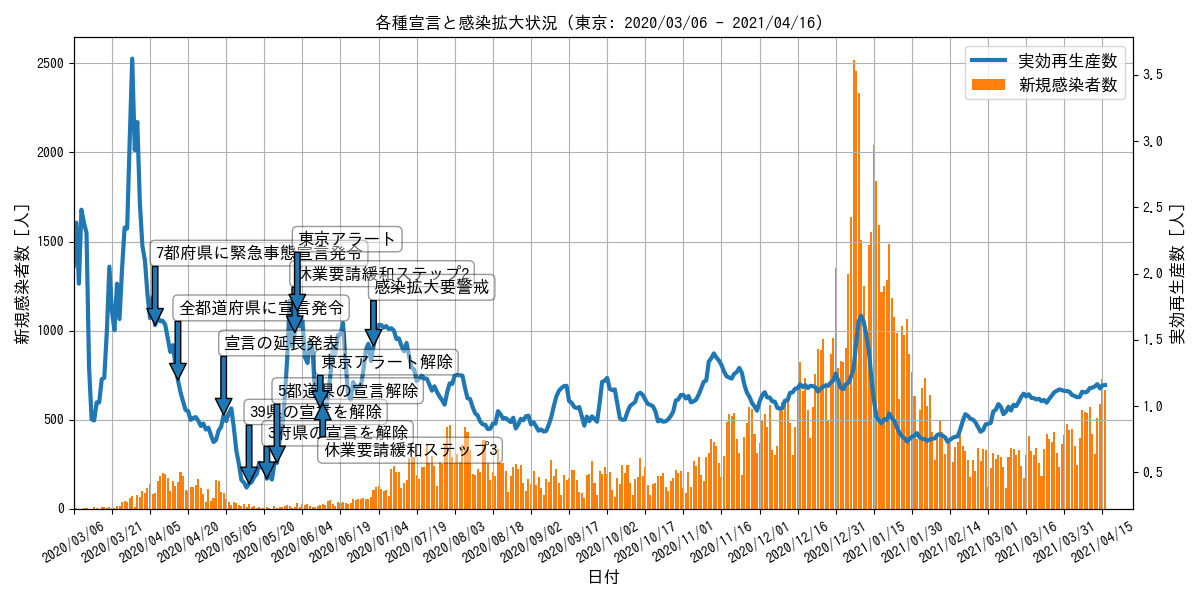 各種宣言と感染拡大状況 (東京: 2020/03/06 - 2021/04/16)
実効再生産数
新規感染者数
東京アラート
7都府県に緊急事態宣言発令
休業要請緩和ステップ2
感染拡大要警戒
全都道府県に宣言発令
宣言の延長発表
東京アラート解除
5都道県の宣言解除
39県の宣言を解除
3府県の宣言を解除
休業要請緩和ステップ3
新規感染者数 [人]
2500
2000
1500
1000
500
0
実効再生産数 [人]
3.5
3.0
2.5
2.0
1.5
1.0
0.5
2020/03/06
2020/03/21
2020/04/05
2020/04/20
2020/05/05
2020/05/20
2020/06/04
2020/06/19
2020/07/04
2020/07/19
2020/08/03
2020/08/18
2020/09/02
2020/09/17
2020/10/02
2020/10/17
2020/11/01
2020/11/16
2020/12/01
2020/12/16
2020/12/31
2021/01/15
2021/01/30
2021/02/14
2021/03/01
2021/03/16
2021/03/31
2021/04/15
日付